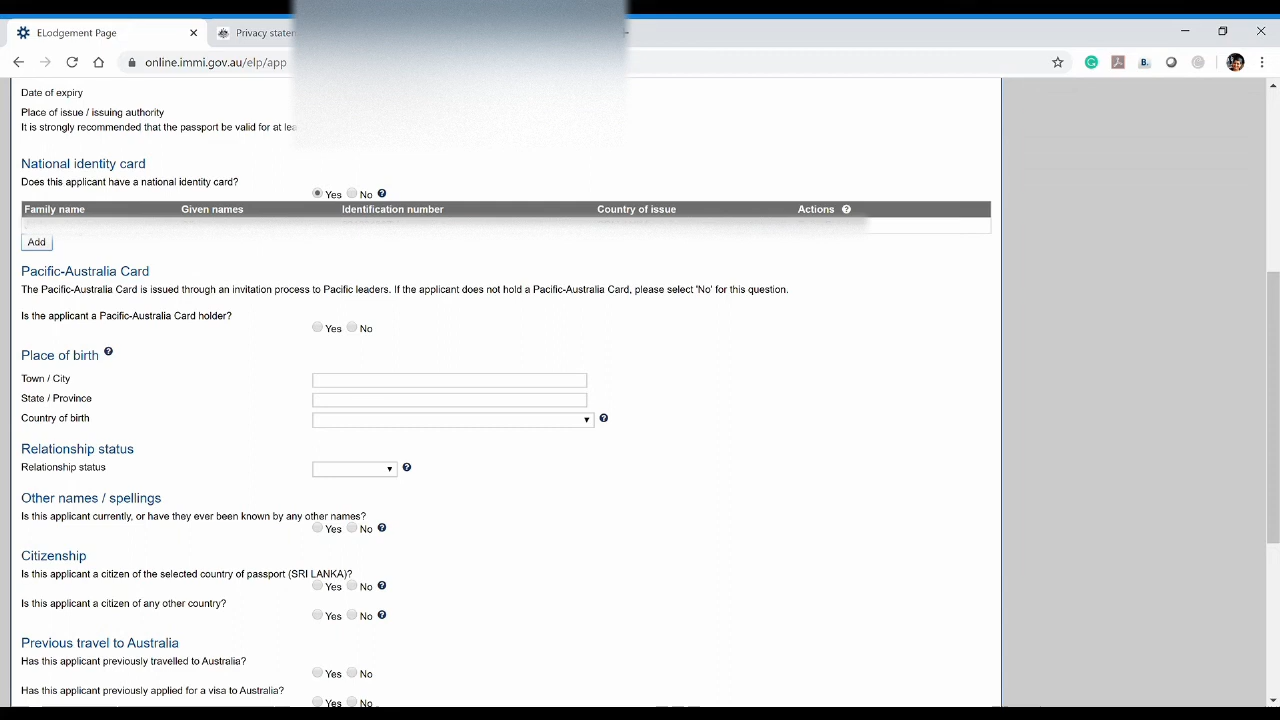 ELodgement Page
Privacy staten
online.immi.gov.au/elp/app
Date of expiry
Place of issue / issuing authority
It is strongly recommended that the passport be valid for at lea
National identity card
Does this applicant have a national identity card?
Yes No
Family name Given names Identification number Country of issue Actions
Add
Pacific-Australia Card
The Pacific-Australia Card is issued through an invitation process to Pacific leaders. If the applicant does not hold a Pacific-Australia Card, please select 'No' for this question.
Is the applicant a Pacific-Australia Card holder?
Yes No
Place of birth
Town / City
State / Province
Country of birth
Relationship status
Relationship status
Other names / spellings
Is this applicant currently, or have they ever been known by any other names?
Yes No
Citizenship
Is this applicant a citizen of the selected country of passport (SRI LANKA)?
Yes No
Is this applicant a citizen of any other country?
Yes No
Previous travel to Australia
Has this applicant previously travelled to Australia?
Yes No
Has this applicant previously applied for a visa to Australia?
Yes No